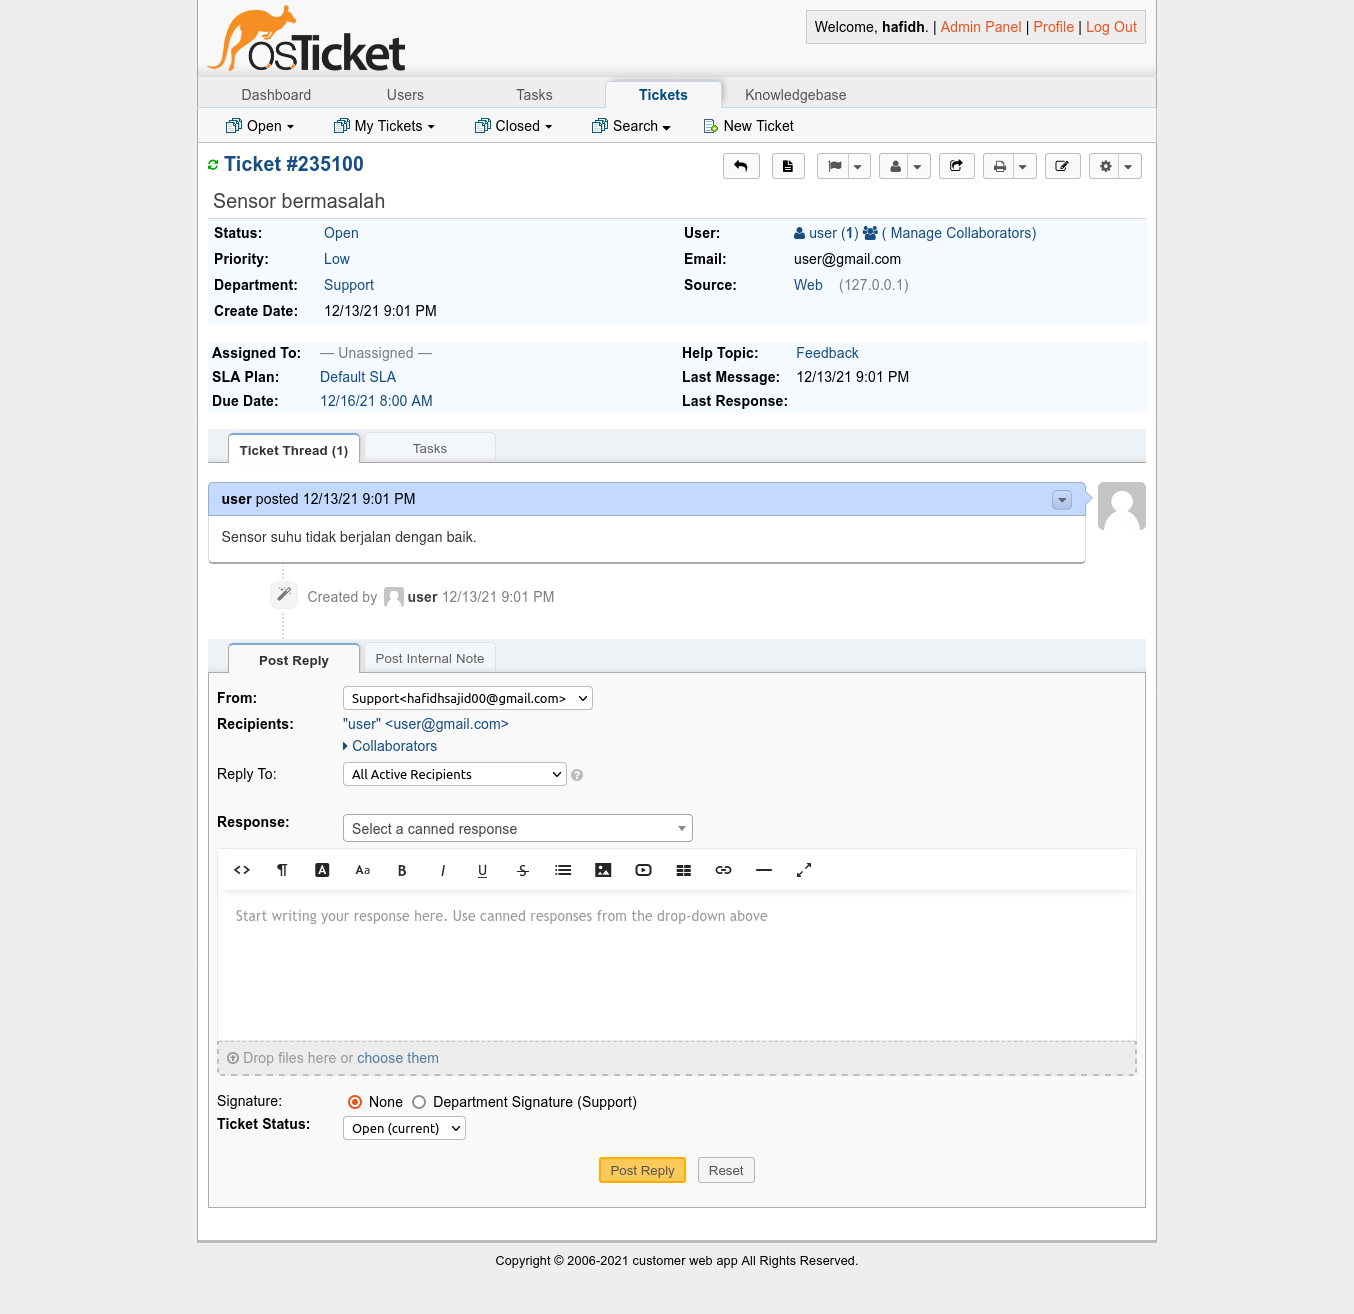 osTicket
Welcome, hafidh. | Admin Panel | Profile | Log Out
Dashboard Users Tasks Tickets Knowledgebase
Open My Tickets Closed Search New Ticket
Ticket #235100
Sensor bermasalah
Status: Open User: user (1) ( Manage Collaborators)
Priority: Low Email: user@gmail.com
Department: Support Source: Web (127.0.0.1)
Create Date: 12/13/21 9:01 PM
Assigned To: — Unassigned — Help Topic: Feedback
SLA Plan: Default SLA Last Message: 12/13/21 9:01 PM
Due Date: 12/16/21 8:00 AM Last Response:
Ticket Thread (1) Tasks
user posted 12/13/21 9:01 PM
Sensor suhu tidak berjalan dengan baik.
Created by user 12/13/21 9:01 PM
Post Reply Post Internal Note
From: Support<hafidhsajid00@gmail.com>
Recipients: "user" <user@gmail.com>
Collaborators
Reply To: All Active Recipients
Response: Select a canned response
Start writing your response here. Use canned responses from the drop-down above
Drop files here or choose them
Signature: None Department Signature (Support)
Ticket Status: Open (current)
Post Reply Reset
Copyright © 2006-2021 customer web app All Rights Reserved.